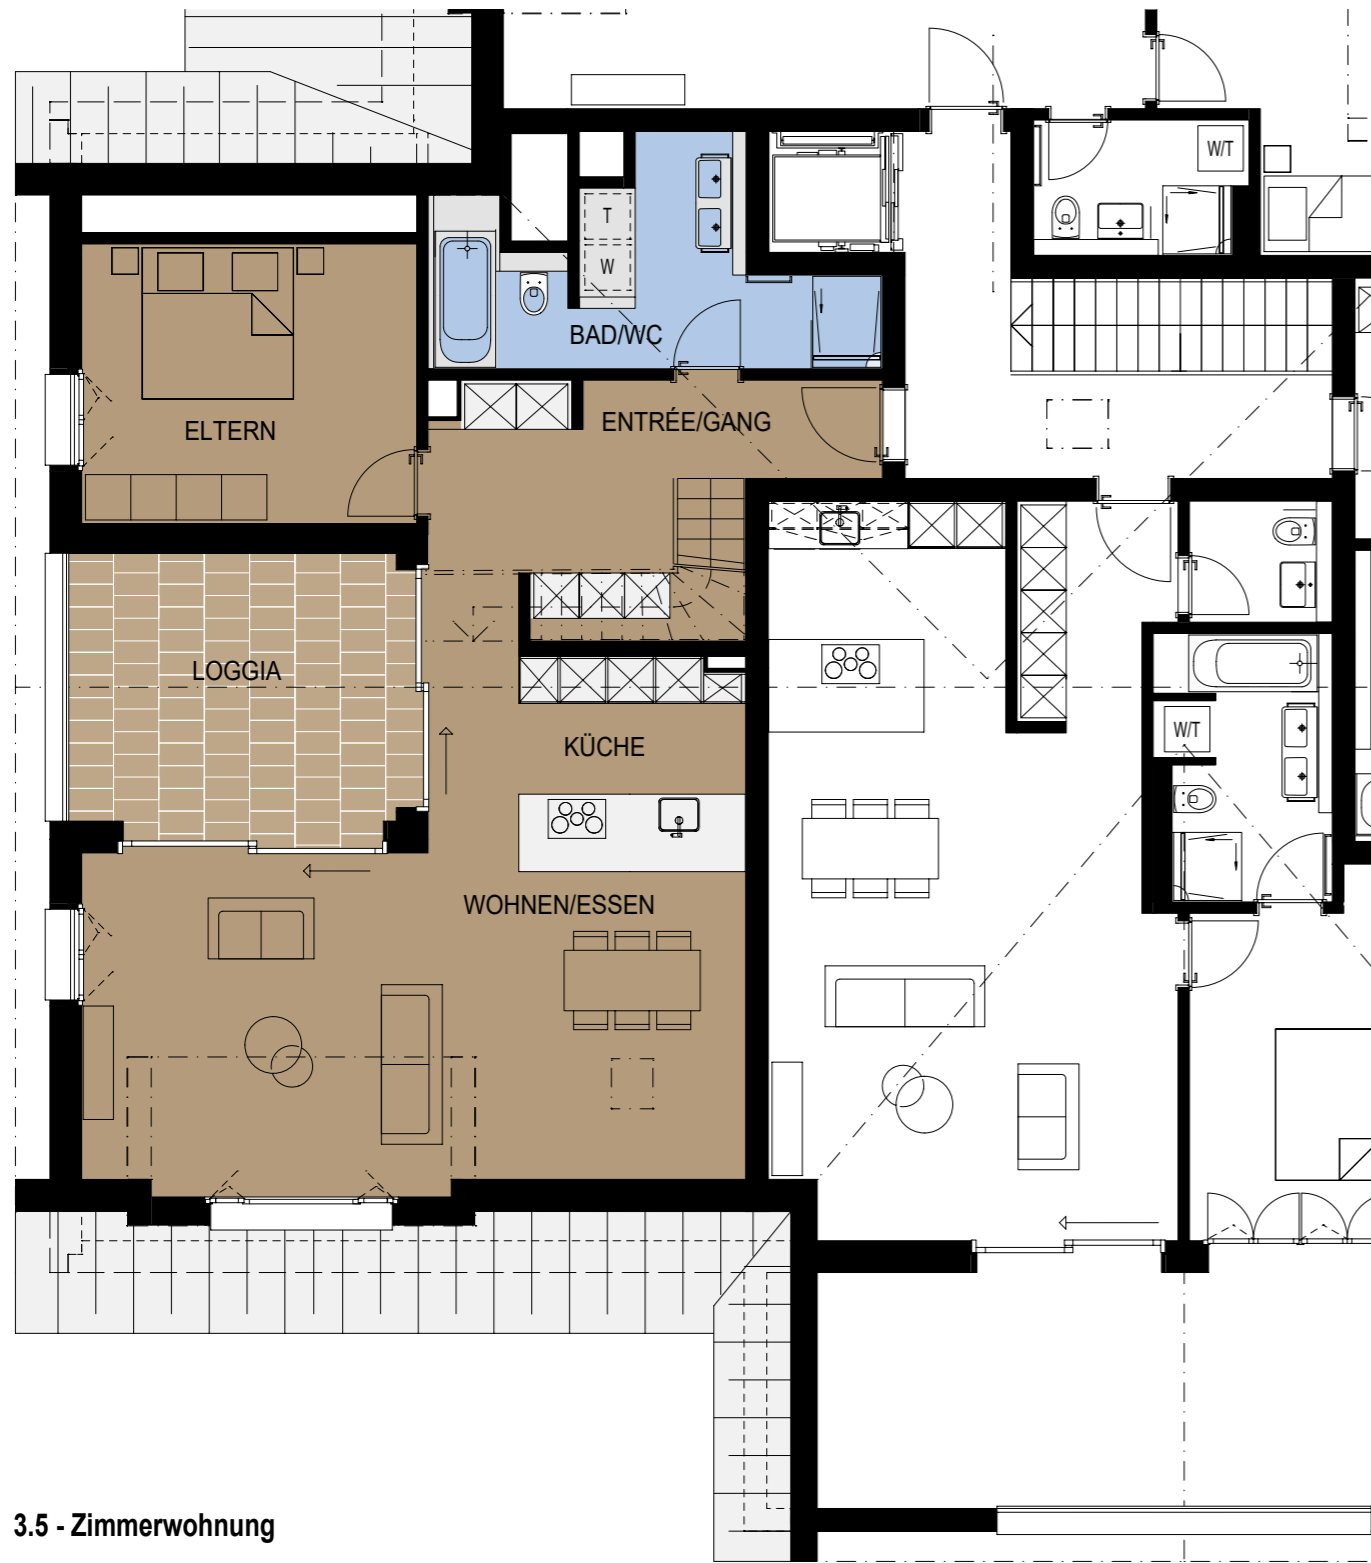 W/T
T
W
BAD/WC
ELTERN
ENTRÉE/GANG
LOGGIA
W/T
KÜCHE
WOHNEN/ESSEN
3.5 - Zimmerwohnung